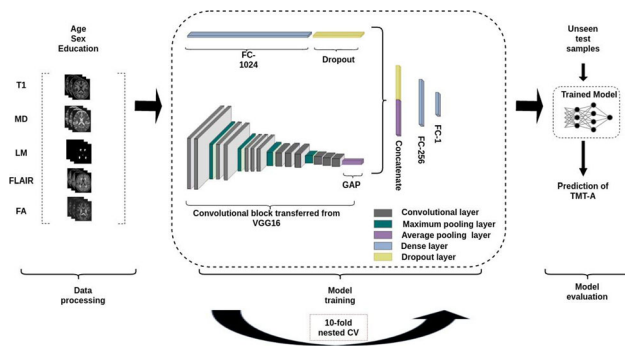 Age
Sex
Education
T1
MD
LM
FLAIR
FA
Data
processing
FC-
1024
Dropout
Concatenate
FC-256
FC-1
GAP
Convolutional block transferred from
VGG16
Convolutional layer
Maximum pooling layer
Average pooling layer
Dense layer
Dropout layer
Model
training
10-fold
nested CV
Unseen
test
samples
Trained Model
Prediction of
TMT-A
Model
evaluation